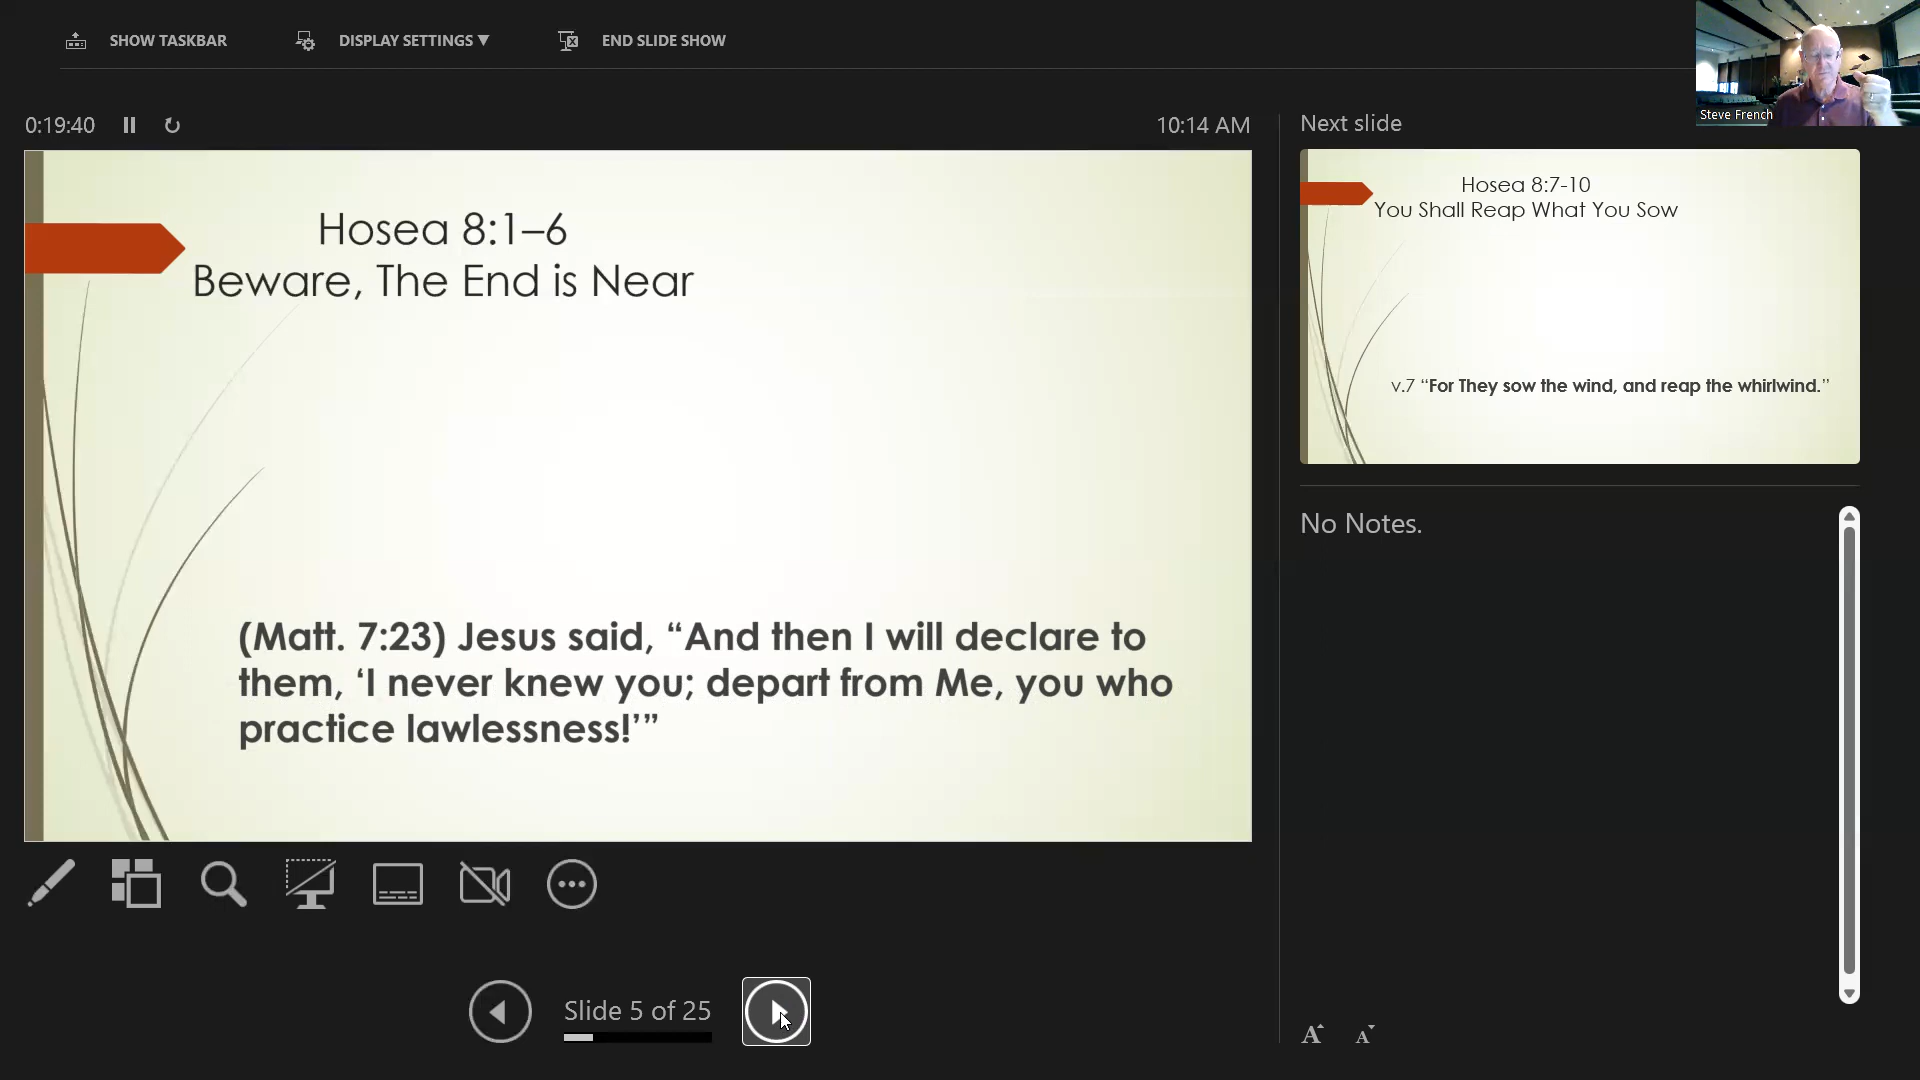 SHOW TASKBAR
DISPLAY SETTINGS ▼
END SLIDE SHOW
Steve French
0:19:40
10:14 AM
Next slide
Hosea 8:1–6
Beware, The End is Near
(Matt. 7:23) Jesus said, “And then I will declare to
them, ‘I never knew you; depart from Me, you who
practice lawlessness!’”
Hosea 8:7-10
You Shall Reap What You Sow
v.7 “For They sow the wind, and reap the whirlwind.”
No Notes.
Slide 5 of 25
A A